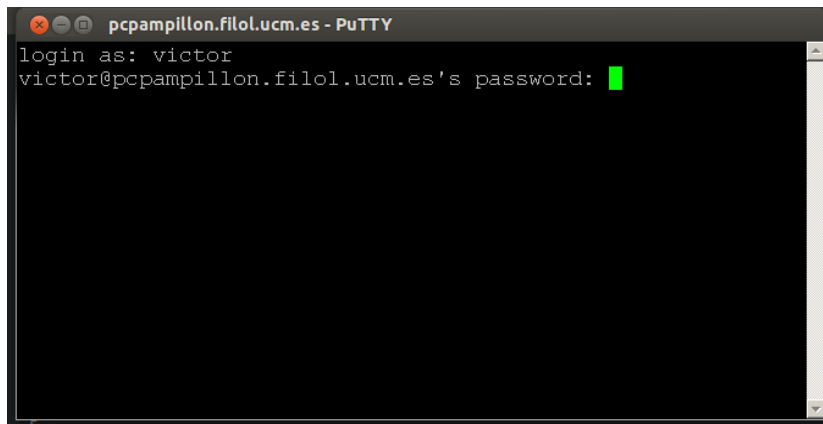 pcpampillon.filol.ucm.es - PuTTY
login as: victor
victor@pcpampillon.filol.ucm.es's password: